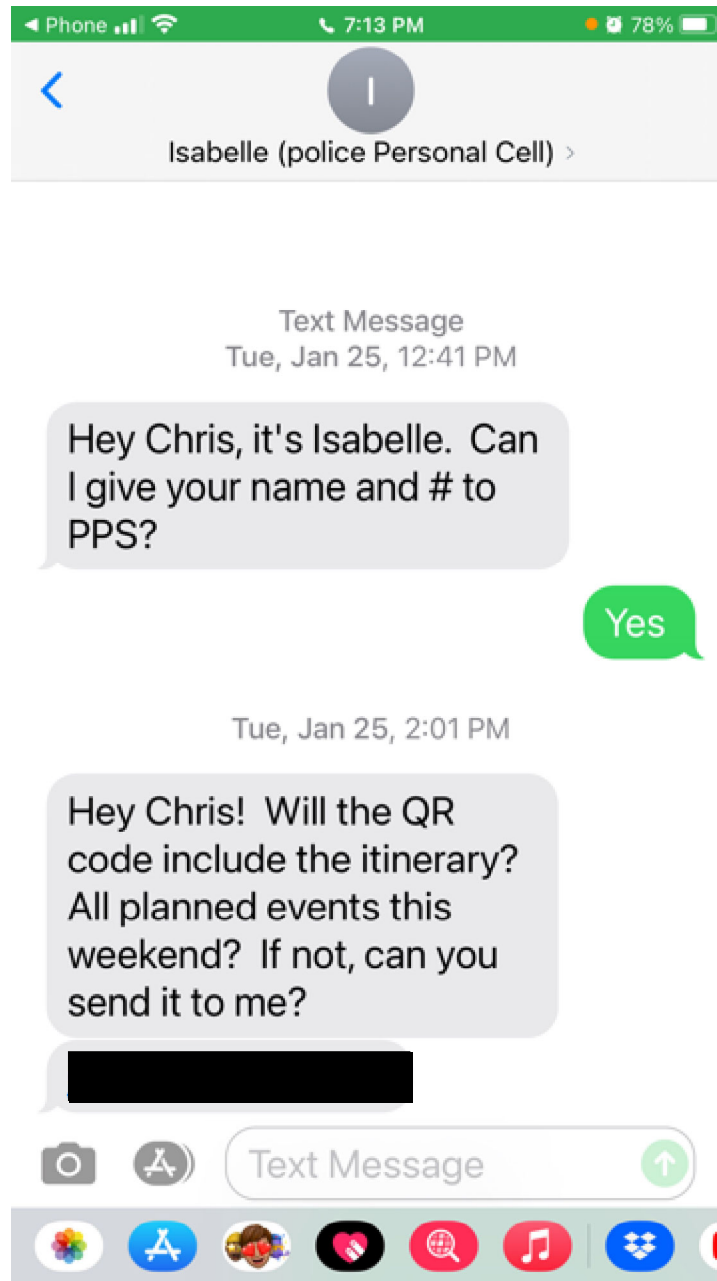 Phone 7:13 PM 78%
I
Isabelle (police Personal Cell)
Text Message
Tue, Jan 25, 12:41 PM
Hey Chris, it's Isabelle. Can
I give your name and # to
PPS?
Yes
Tue, Jan 25, 2:01 PM
Hey Chris! Will the QR
code include the itinerary?
All planned events this
weekend? If not, can you
send it to me?
Text Message